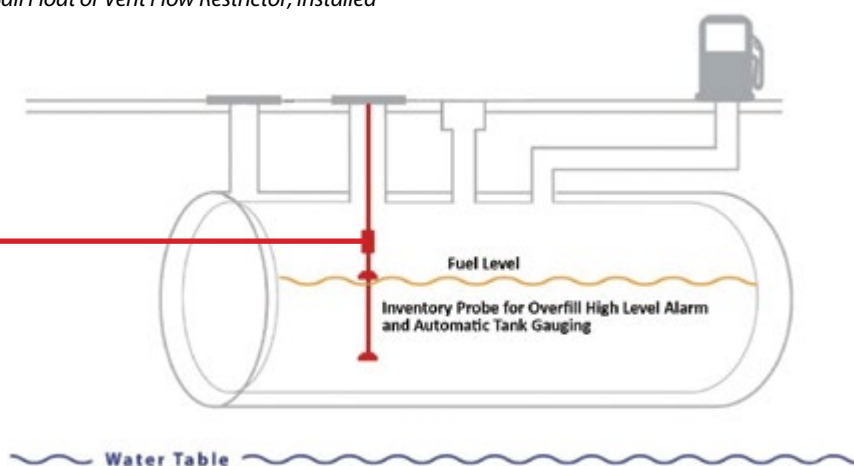 Float or Vent Flow Restrictor, Installed
Fuel Level
Inventory Probe for Overfill High Level Alarm
and Automatic Tank Gauging
Water Table